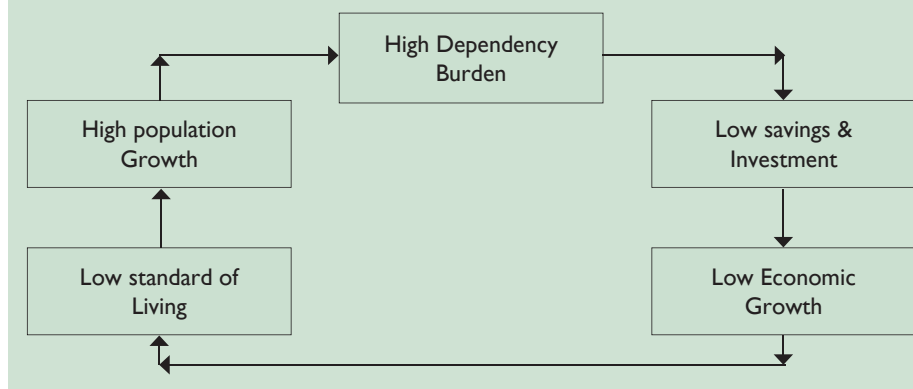 High Dependency
Burden
High population
Growth
Low savings &
Investment
Low standard of
Living
Low Economic
Growth